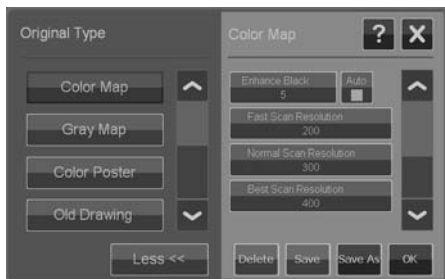 Original Type
Color Map
Gray Map
Color Poster
Old Drawing
Less <<
Color Map
?
X
Enhance Black
5
Auto
Fast Scan Resolution
200
Normal Scan Resolution
300
Best Scan Resolution
400
Delete
Save
Save As
OK